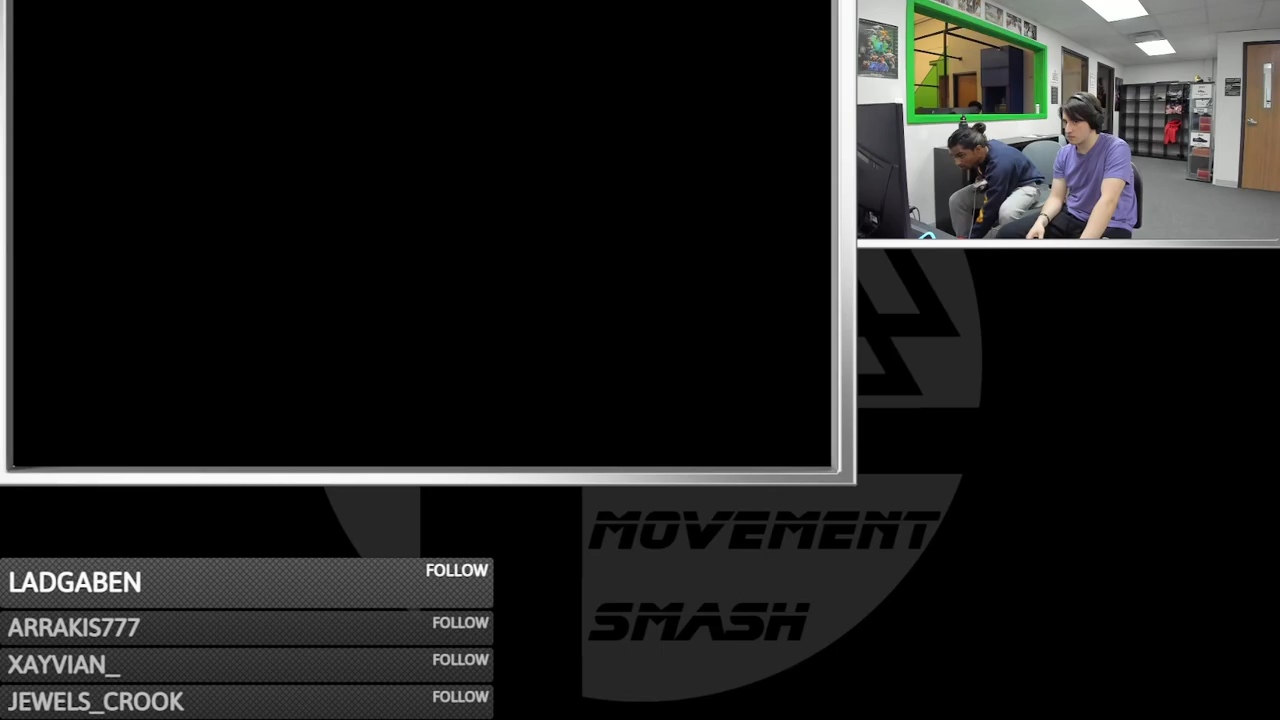 MOVEMENT
SMASH
LADGABEN FOLLOW
ARRAKIS777 FOLLOW
XAYVIAN_ FOLLOW
JEWELS_CROOK FOLLOW